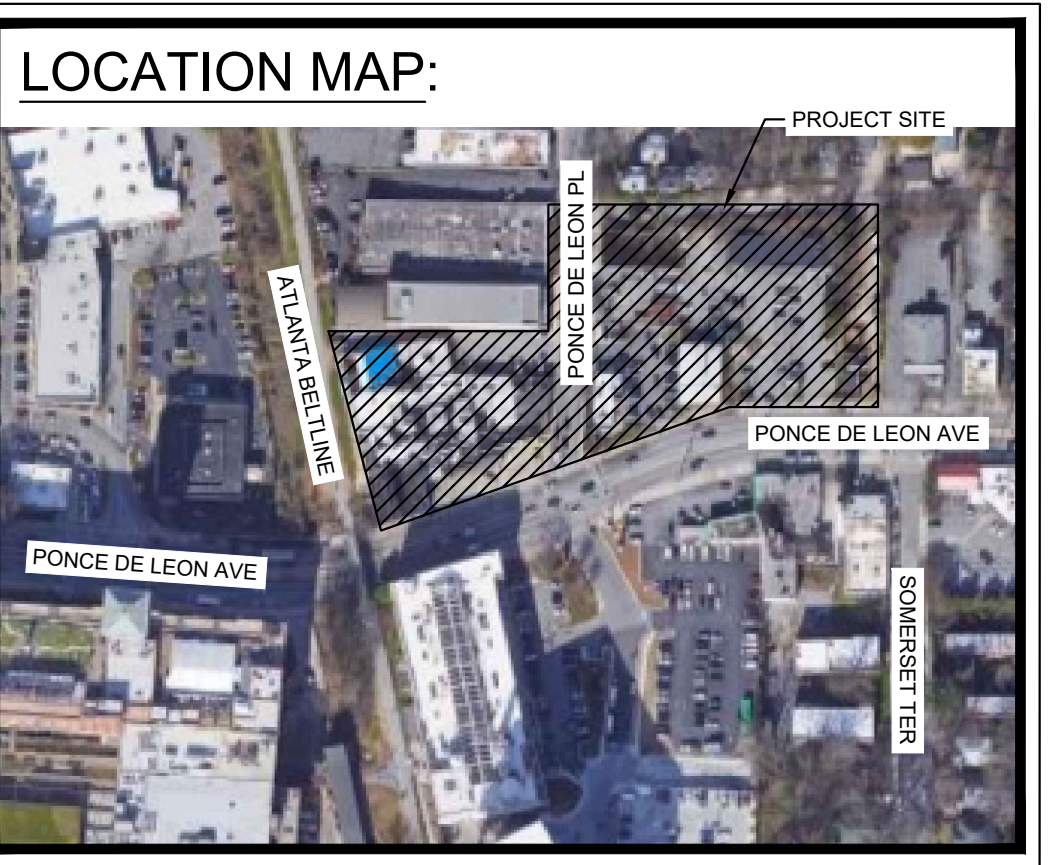 LOCATION MAP:
PROJECT SITE
PONCE DE LEON PL
ATLANTA BELTLINE
PONCE DE LEON AVE
PONCE DE LEON AVE
SOMERSET TER